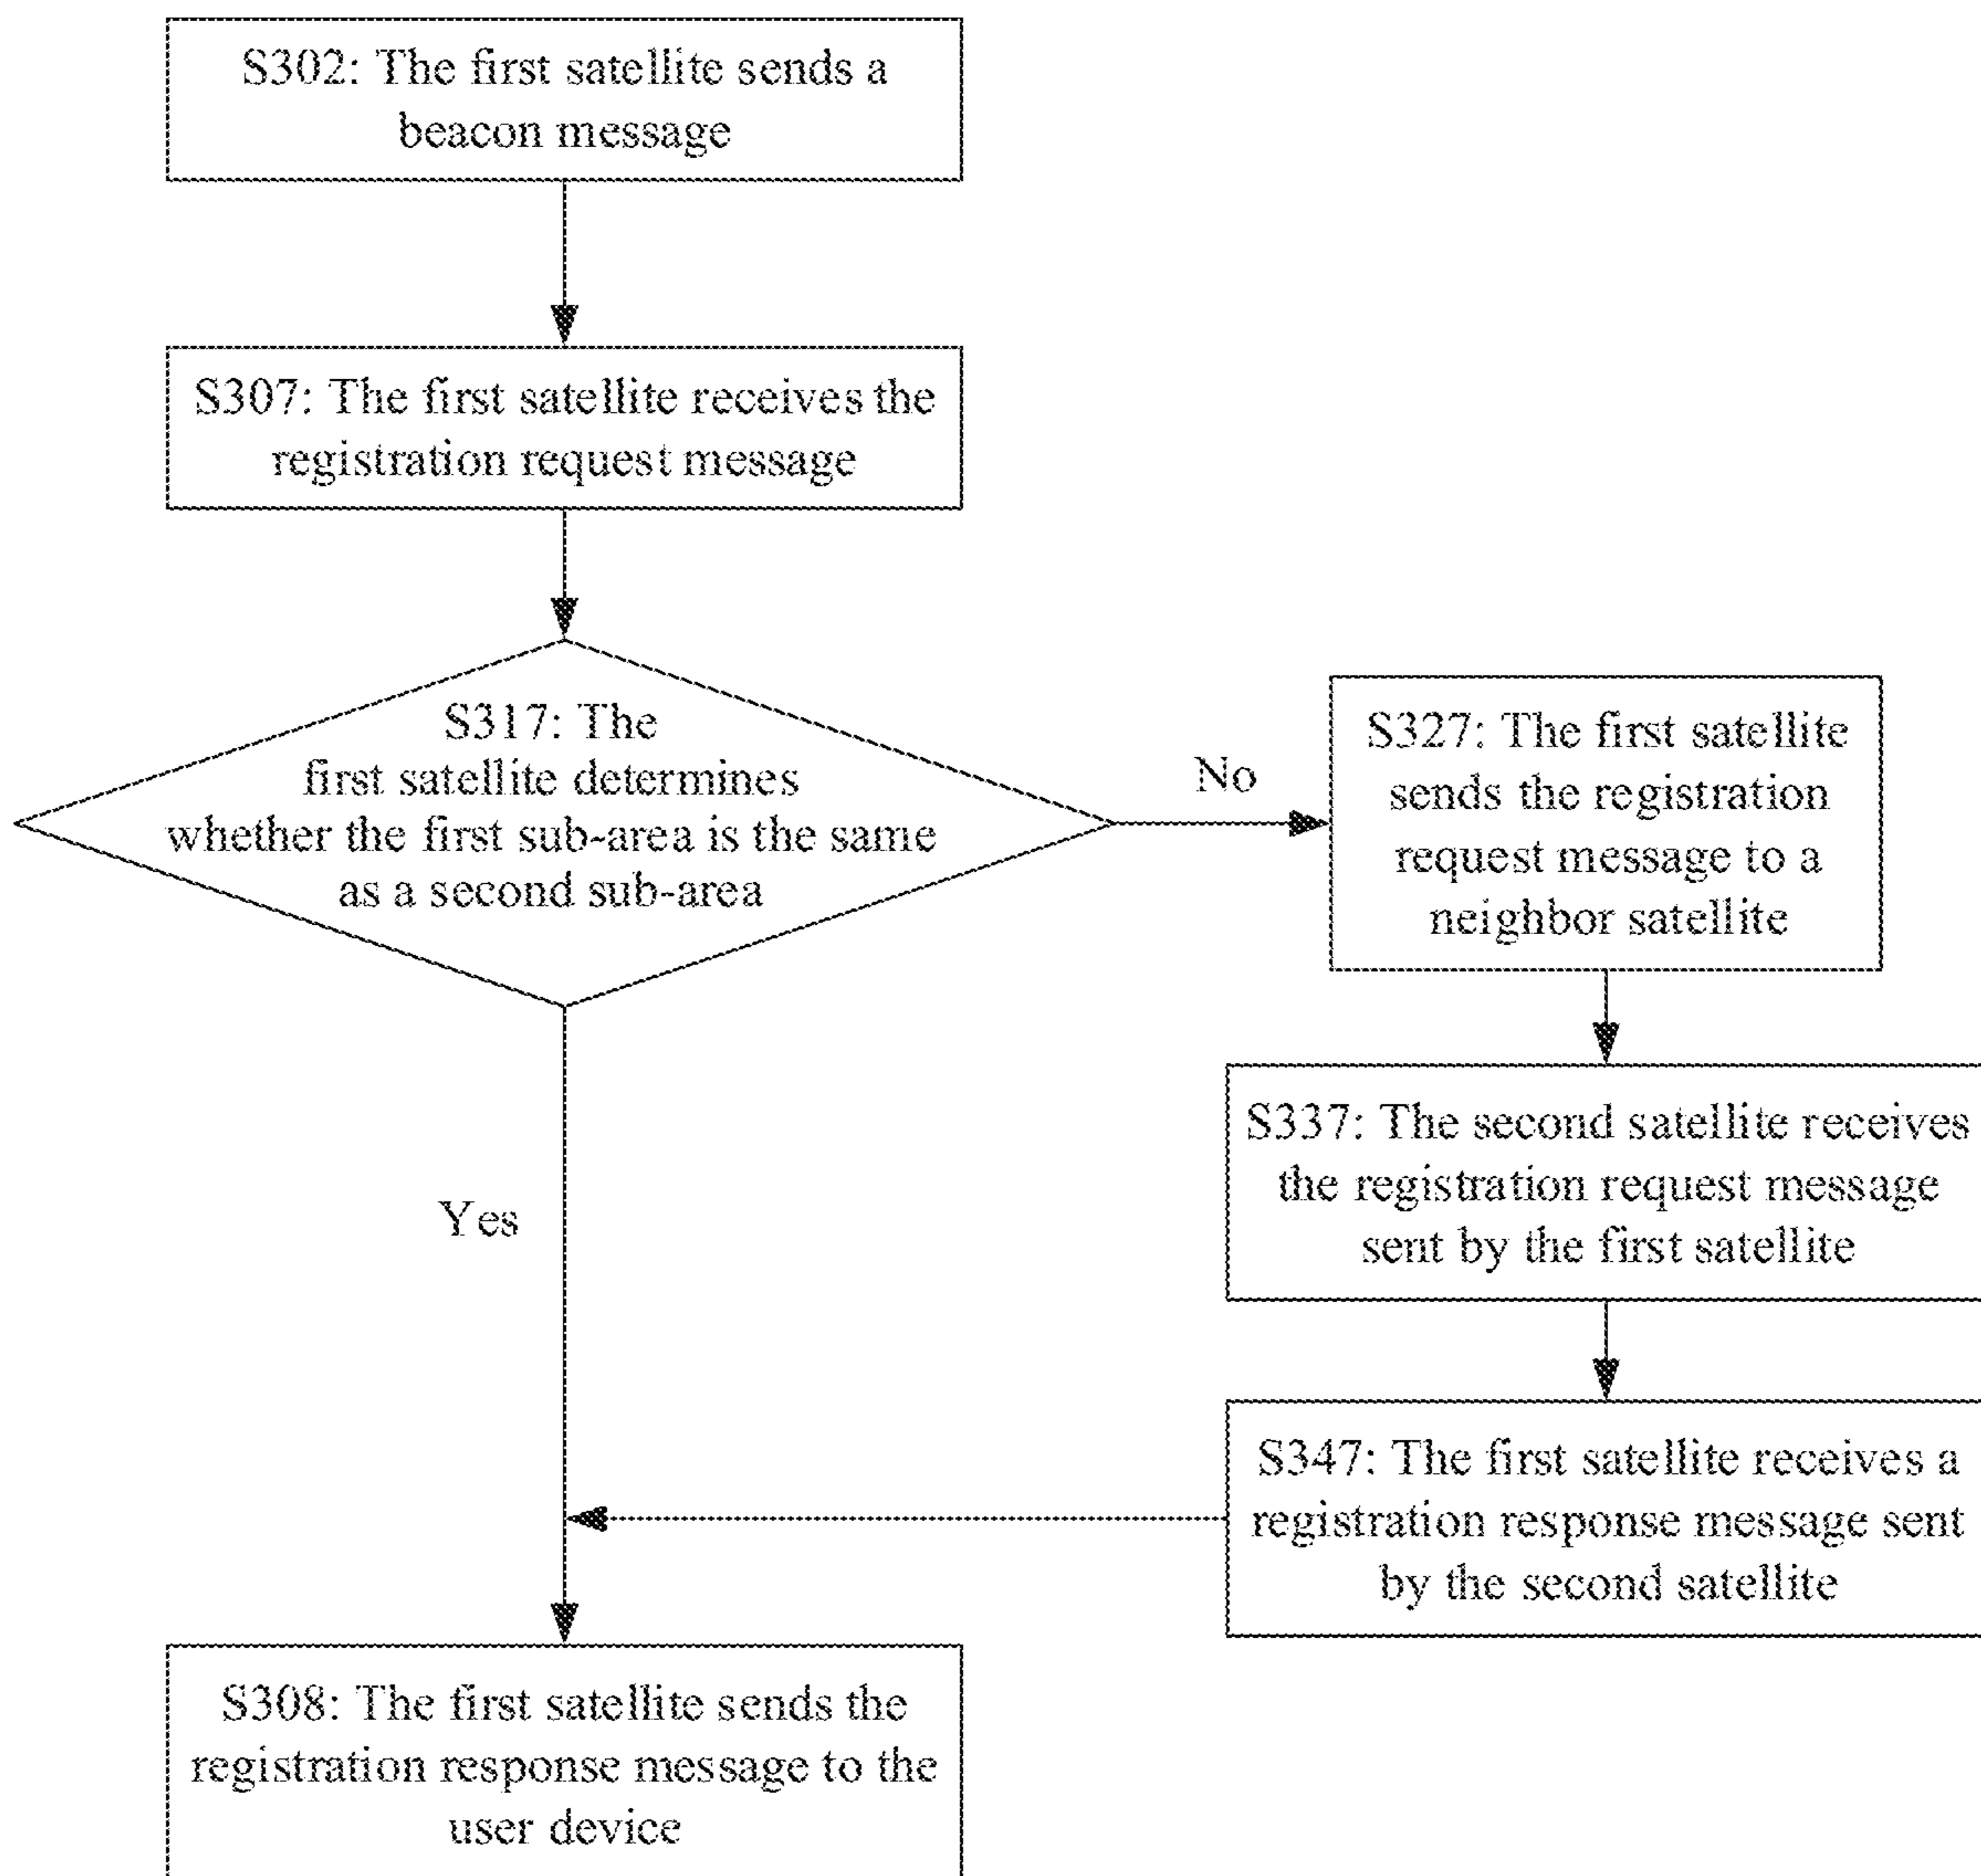 S302: The first satellite sends a
beacon message
S307: The first satellite receives the
registration request message
S317: The
first satellite determines
whether the first sub-area is the same
as a second sub-area
No
S327: The first satellite
sends the registration
request message to a
neighbor satellite
S337: The second satellite receives
the registration request message
sent by the first satellite
Yes
S347: The first satellite receives a
registration response message sent
by the second satellite
S308: The first satellite sends the
registration response message to the
user device